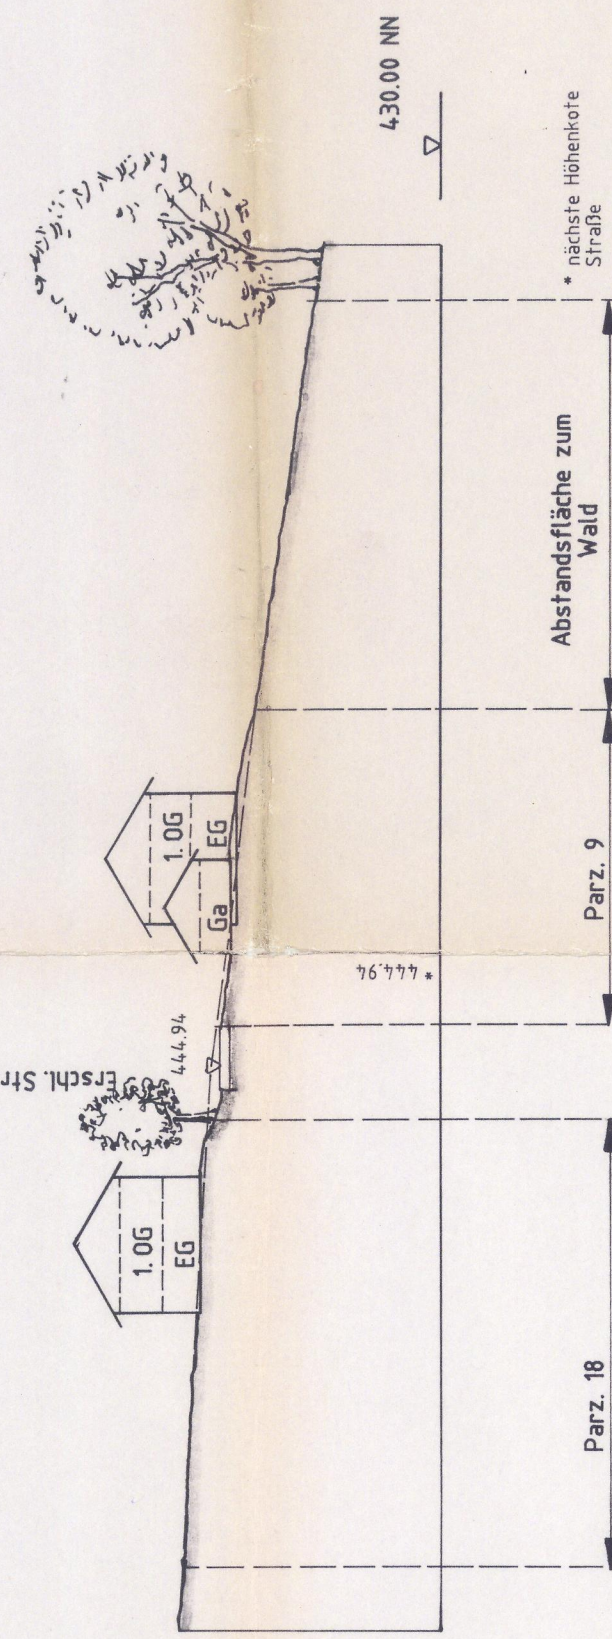 430.00 NN
* nächste Höhenkote
Straße
Abstandsfläche zum
Wald
1. OG
EG
Ga
Parz. 9
* 444.94
444.94
Erschl. Str
1. OG
EG
Parz. 18